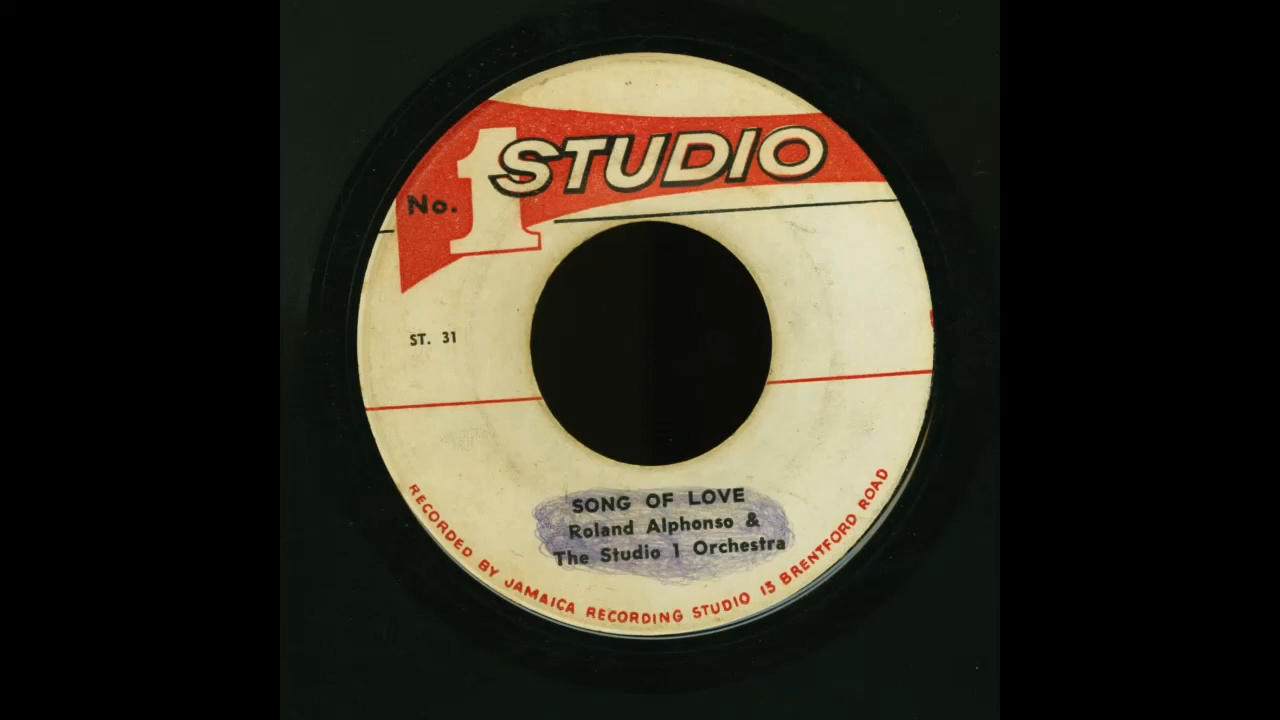 No. 1 STUDIO
ST. 31
SONG OF LOVE
Roland Alphonso &
The Studio 1 Orchestra
RECORDED BY JAMAICA RECORDING STUDIO 13 BRENTFORD ROAD